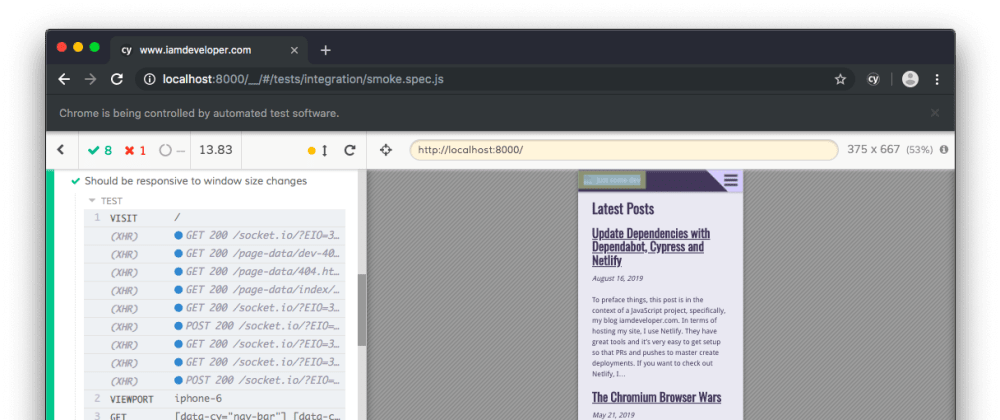 cy www.iamdeveloper.com
localhost:8000/__/#/tests/integration/smoke.spec.js
cy
Chrome is being controlled by automated test software.
8 1 -- 13.83
http://localhost:8000/
375 x 667 (53%)
Should be responsive to window size changes
TEST
1 VISIT /
(XHR) GET 200 /socket.io/?EIO=3…
(XHR) GET 200 /page-data/dev-40…
(XHR) GET 200 /page-data/404.ht…
(XHR) GET 200 /page-data/index/…
(XHR) GET 200 /socket.io/?EIO=3…
(XHR) POST 200 /socket.io/?EIO=…
(XHR) GET 200 /socket.io/?EIO=3…
(XHR) GET 200 /socket.io/?EIO=3…
(XHR) POST 200 /socket.io/?EIO=…
2 VIEWPORT iphone-6
3 GET [data-cy="nav-bar"] [data-c…
Just some dev
Latest Posts
Update Dependencies with
Dependabot, Cypress and
Netlify
August 16, 2019
To preface things, this post is in the
context of a JavaScript project, specifically,
my blog iamdeveloper.com. In terms of
hosting my site, I use Netlify. They have
great tools and it's very easy to get setup
so that PRs and pushes to master create
deployments. If you want to check out
Netlify, I…
The Chromium Browser Wars
May 21, 2019